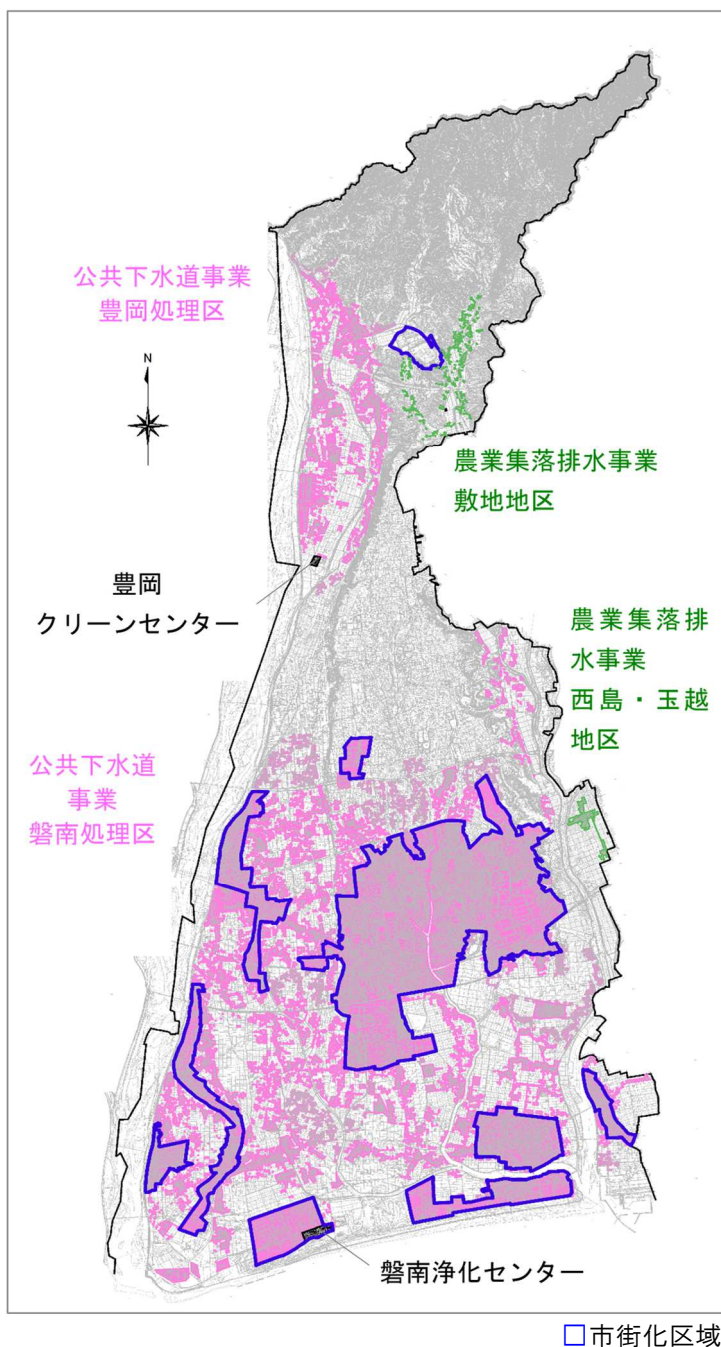 公共下水道事業
豊岡処理区
N
農業集落排水事業
敷地地区
豊岡
クリーンセンター
農業集落排
水事業
西島・玉越
地区
公共下水道
事業
磐南処理区
磐南浄化センター
□市街化区域